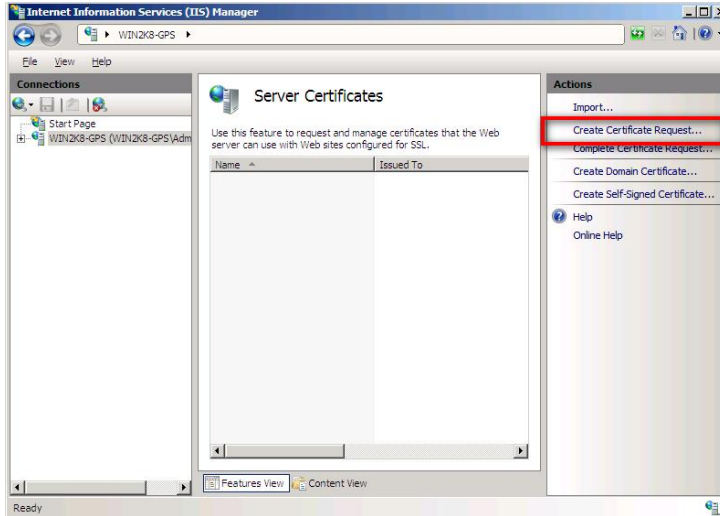 Internet Information Services (IIS) Manager
WIN2K8-GPS
File View Help
Connections
Start Page
WIN2K8-GPS (WIN2K8-GPS\Adm
Server Certificates
Use this feature to request and manage certificates that the Web
server can use with Web sites configured for SSL.
Name Issued To
Features View Content View
Actions
Import...
Create Certificate Request...
Complete Certificate Request...
Create Domain Certificate...
Create Self-Signed Certificate...
Help
Online Help
Ready